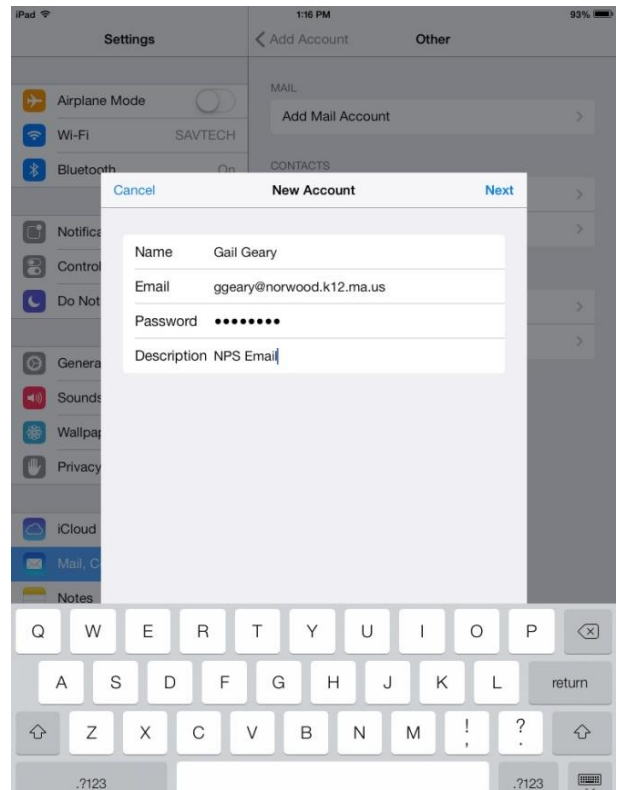 iPad 1:16 PM 93%
Settings
Add Account Other
MAIL
Airplane Mode
Add Mail Account
Wi-Fi SAVTECH
Bluetooth On
CONTACTS
Cancel New Account Next
Notifica
Name Gail Geary
Control
Email ggeary@norwood.k12.ma.us
Do Not
Password ••••••••
Description NPS Email
Genera
Sounds
Wallpap
Privacy
iCloud
Mail, C
Notes
Q W E R T Y U I O P
A S D F G H J K L return
Z X C V B N M ! , ? .
.?123 .?123